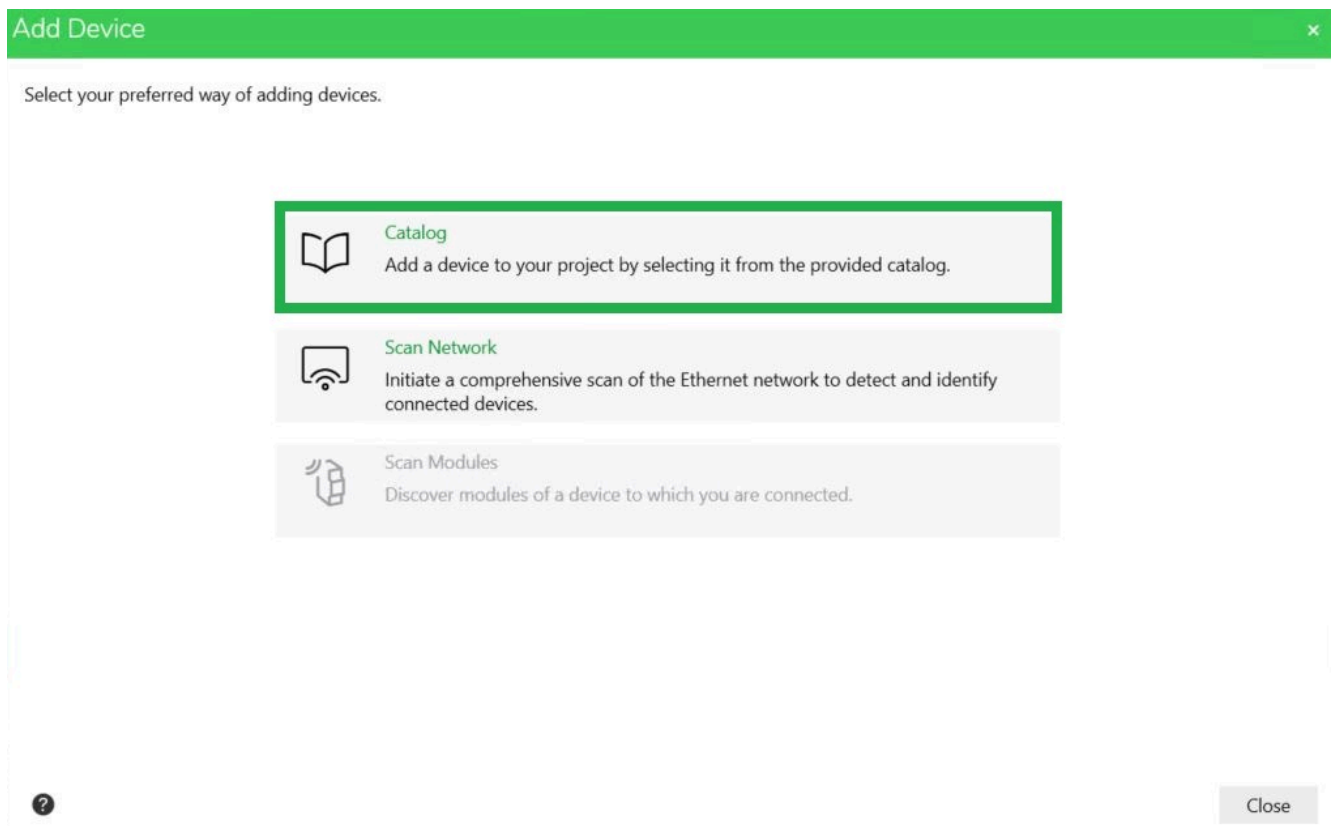 Add Device
Select your preferred way of adding devices.
Catalog
Add a device to your project by selecting it from the provided catalog.
Scan Network
Initiate a comprehensive scan of the Ethernet network to detect and identify
connected devices.
Scan Modules
Discover modules of a device to which you are connected.
?
Close